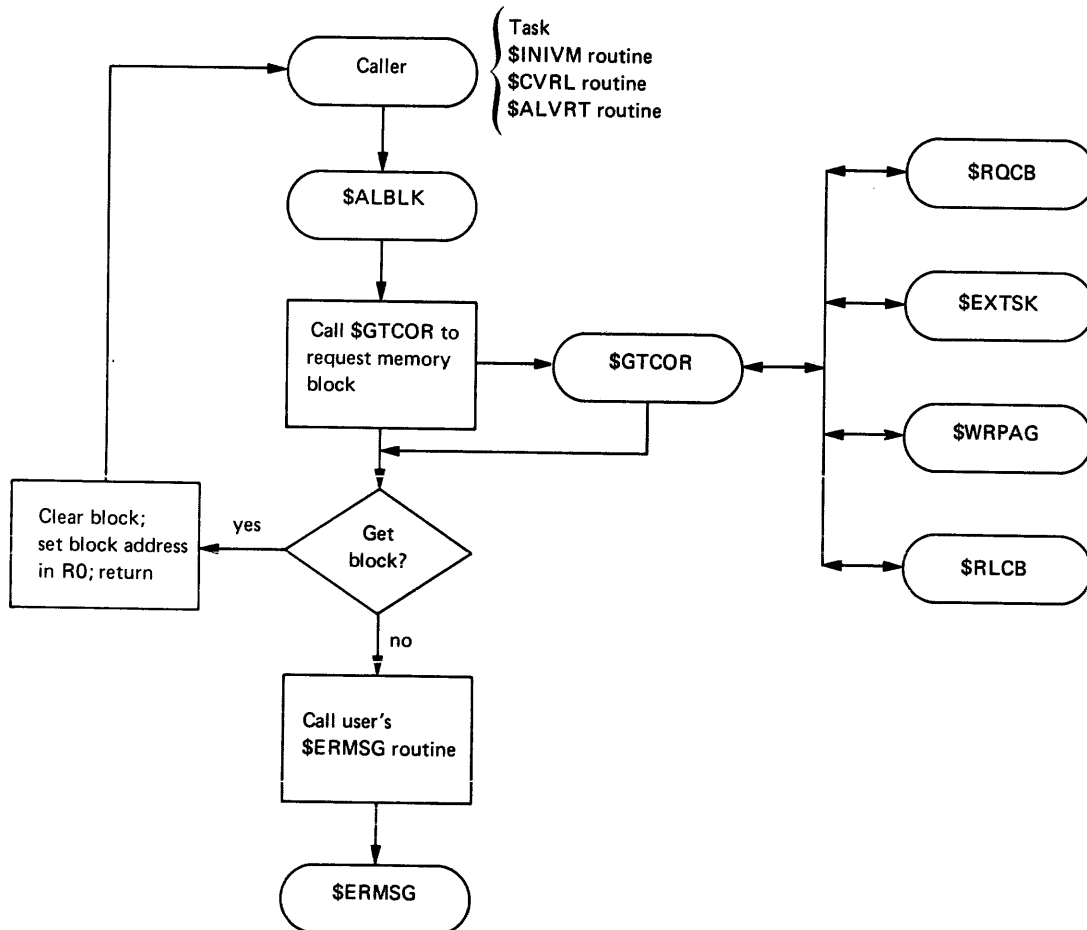 Caller
Task
$INIVM routine
$CVRL routine
$ALVRT routine
$ALBLK
Call $GTCOR to
request memory
block
$GTCOR
$RQCB
$EXTSK
$WRPAG
$RLCB
Get
block?
yes
Clear block;
set block address
in R0; return
no
Call user's
$ERMSG routine
$ERMSG